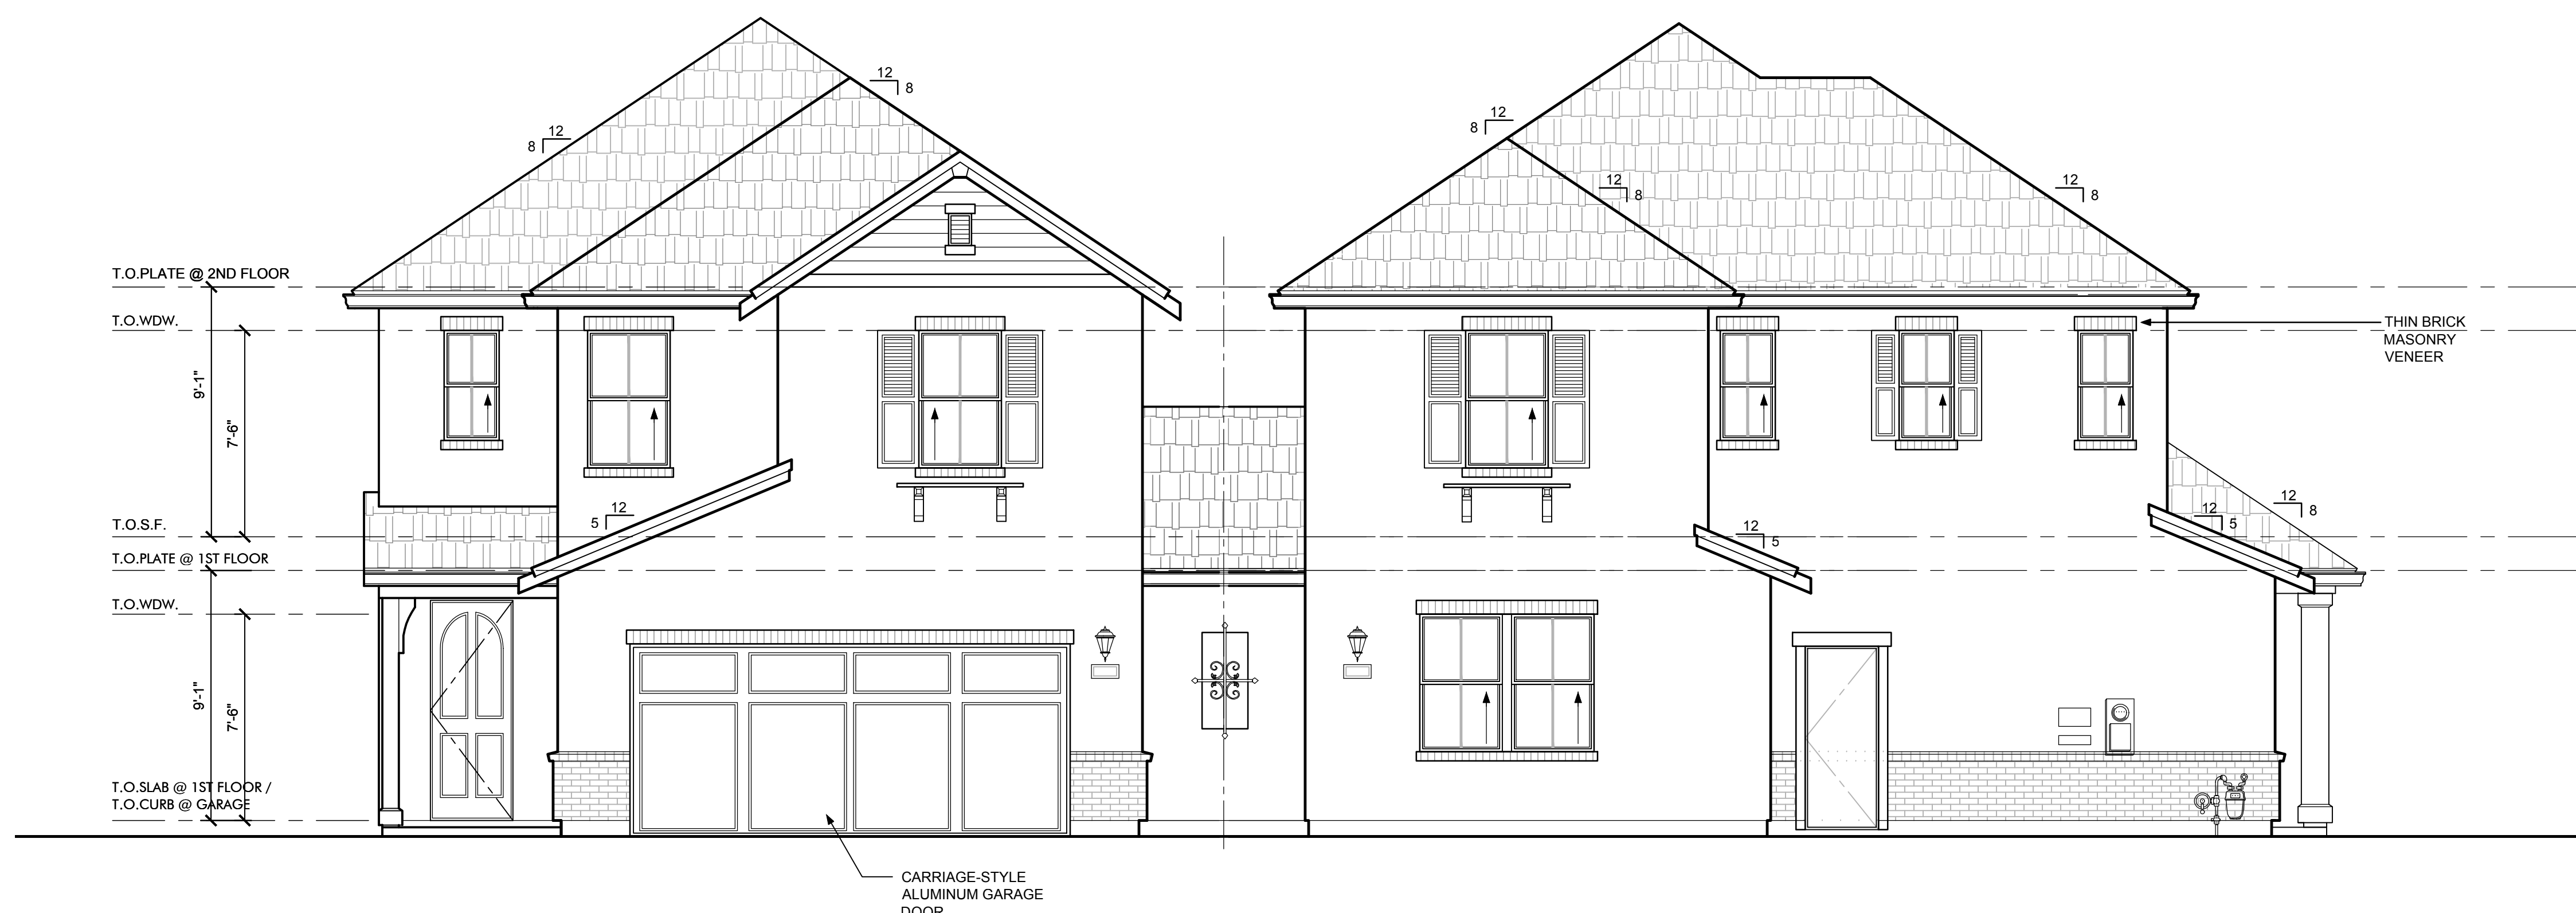 12
8
12
8
12
8
12
8
12
8
T.O.PLATE @ 2ND FLOOR
T.O.WDW.
THIN BRICK
MASONRY
VENEER
9'-1"
7'-6"
12
5
12
5
12
5
12
8
T.O.S.F.
T.O.PLATE @ 1ST FLOOR
T.O.WDW.
9'-1"
7'-6"
T.O.SLAB @ 1ST FLOOR /
T.O.CURB @ GARAGE
CARRIAGE-STYLE
ALUMINUM GARAGE
DOOR